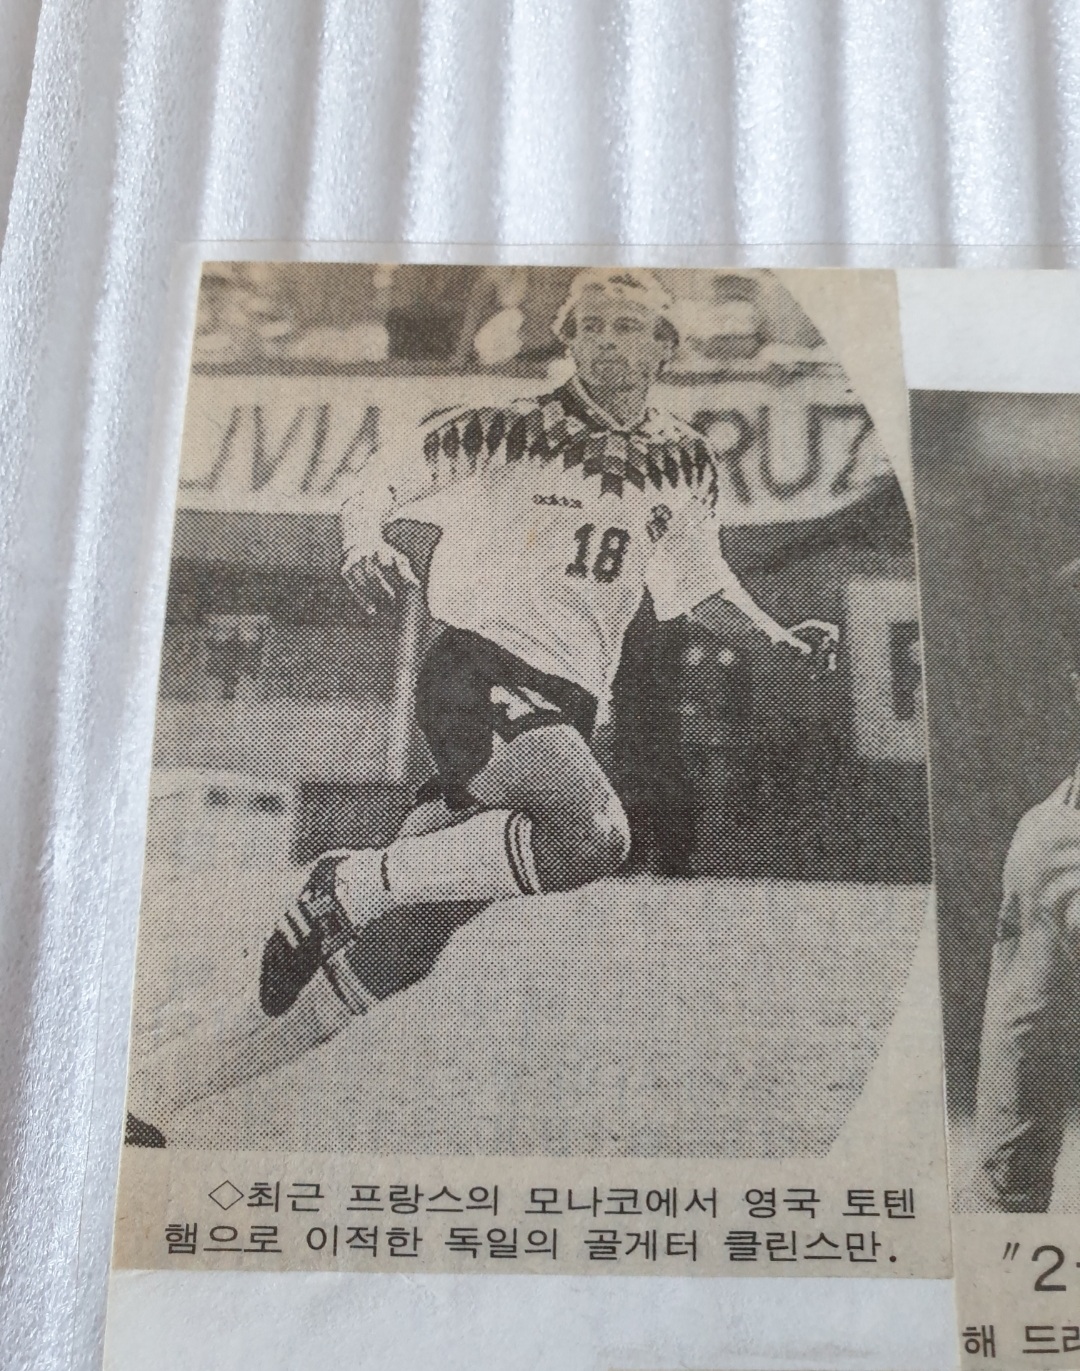 RUZ
adidas
18
◇최근 프랑스의 모나코에서 영국 토텐
햄으로 이적한 독일의 골게터 클린스만.
"2
해 드